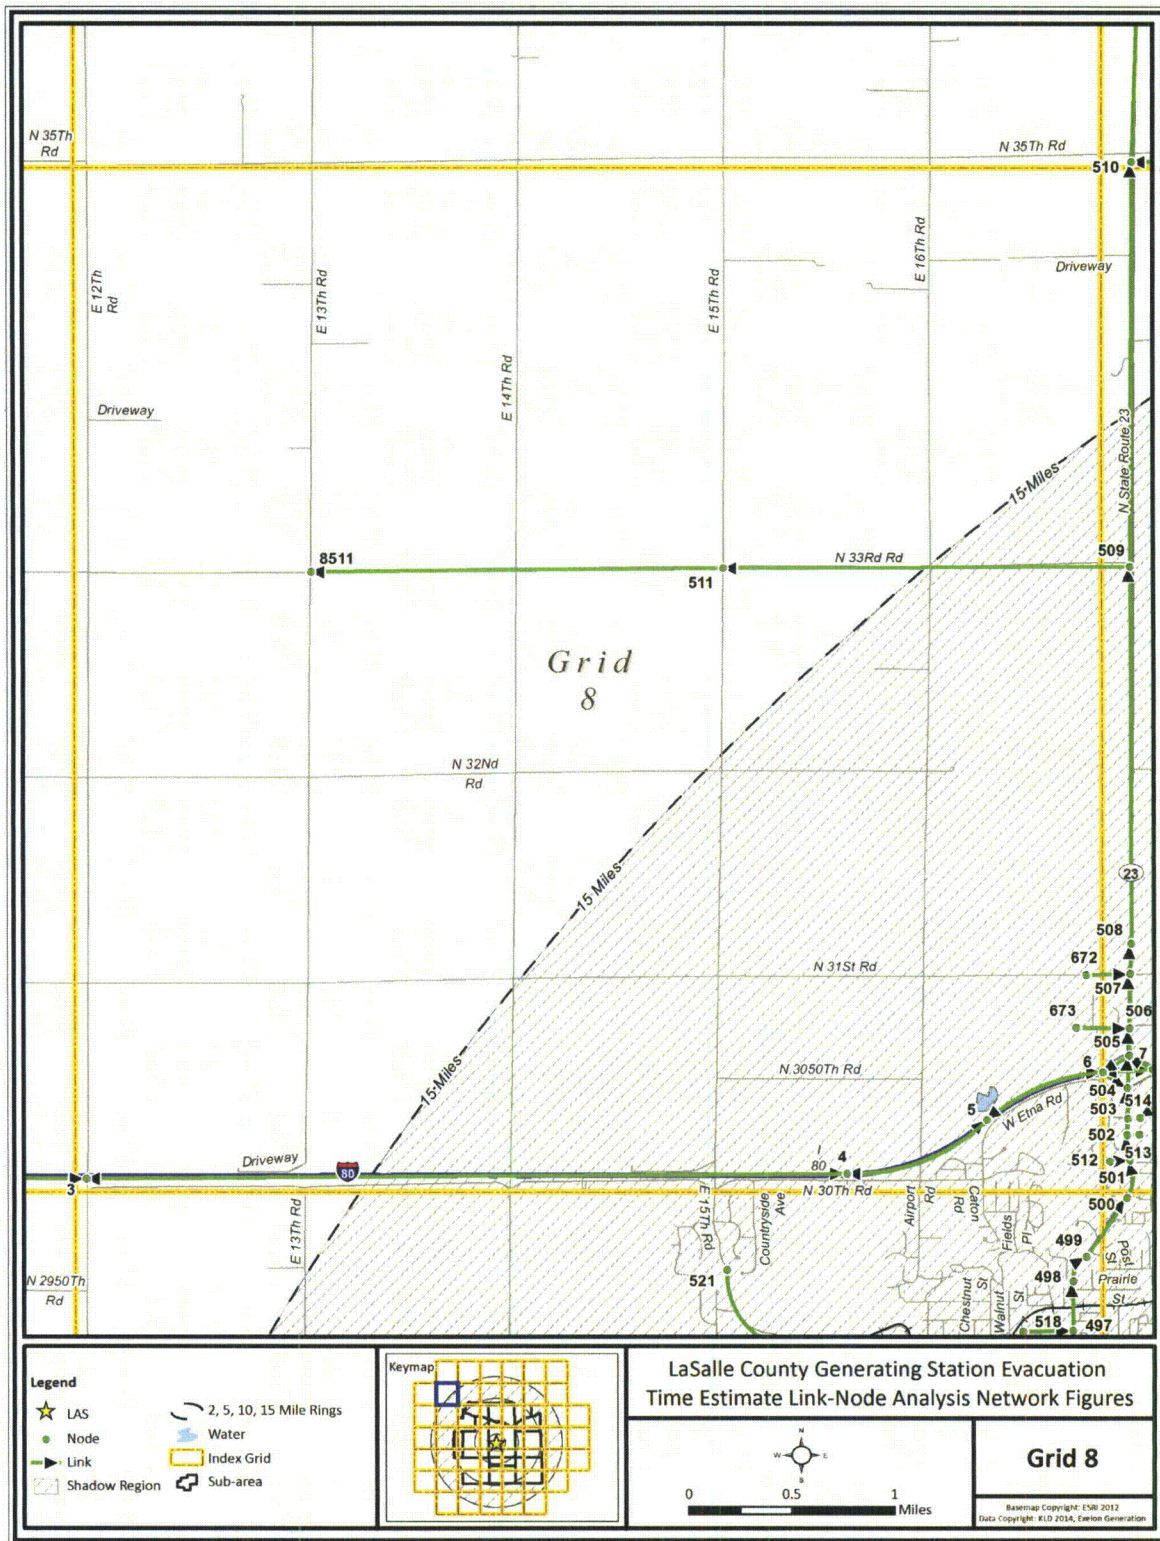 N 35Th
Rd
N 35Th Rd
510
E 12Th
Rd
E 13Th Rd
E 14Th Rd
E 15Th Rd
E 16Th Rd
Driveway
Driveway
N State Route 23
15 Miles
8511
511
N 33Rd Rd
509
Grid
8
N 32Nd
Rd
15 Miles
23
508
672
N 31St Rd
507
673
506
505
15 Miles
N 3050Th Rd
6
7
504
503
514
5
W Etna Rd
502
512
513
501
Driveway
80
I
80
4
3
N 30Th Rd
500
E 13Th Rd
E 15Th Rd
Countryside
Ave
Airport
Rd
Caton
Rd
Fields
Pl
499
Post
St
N 2950Th
Rd
521
498
Prairie
St
Chestnut
St
Walnut
St
518
497
Legend
LAS
Node
Link
Shadow Region
2, 5, 10, 15 Mile Rings
Water
Index Grid
Sub-area
Keymap
LaSalle County Generating Station Evacuation
Time Estimate Link-Node Analysis Network Figures
N
W
E
S
0
0.5
1
Miles
Grid 8
Basemap Copyright: ESRI 2012
Data Copyright: KLD 2014, Exelon Generation